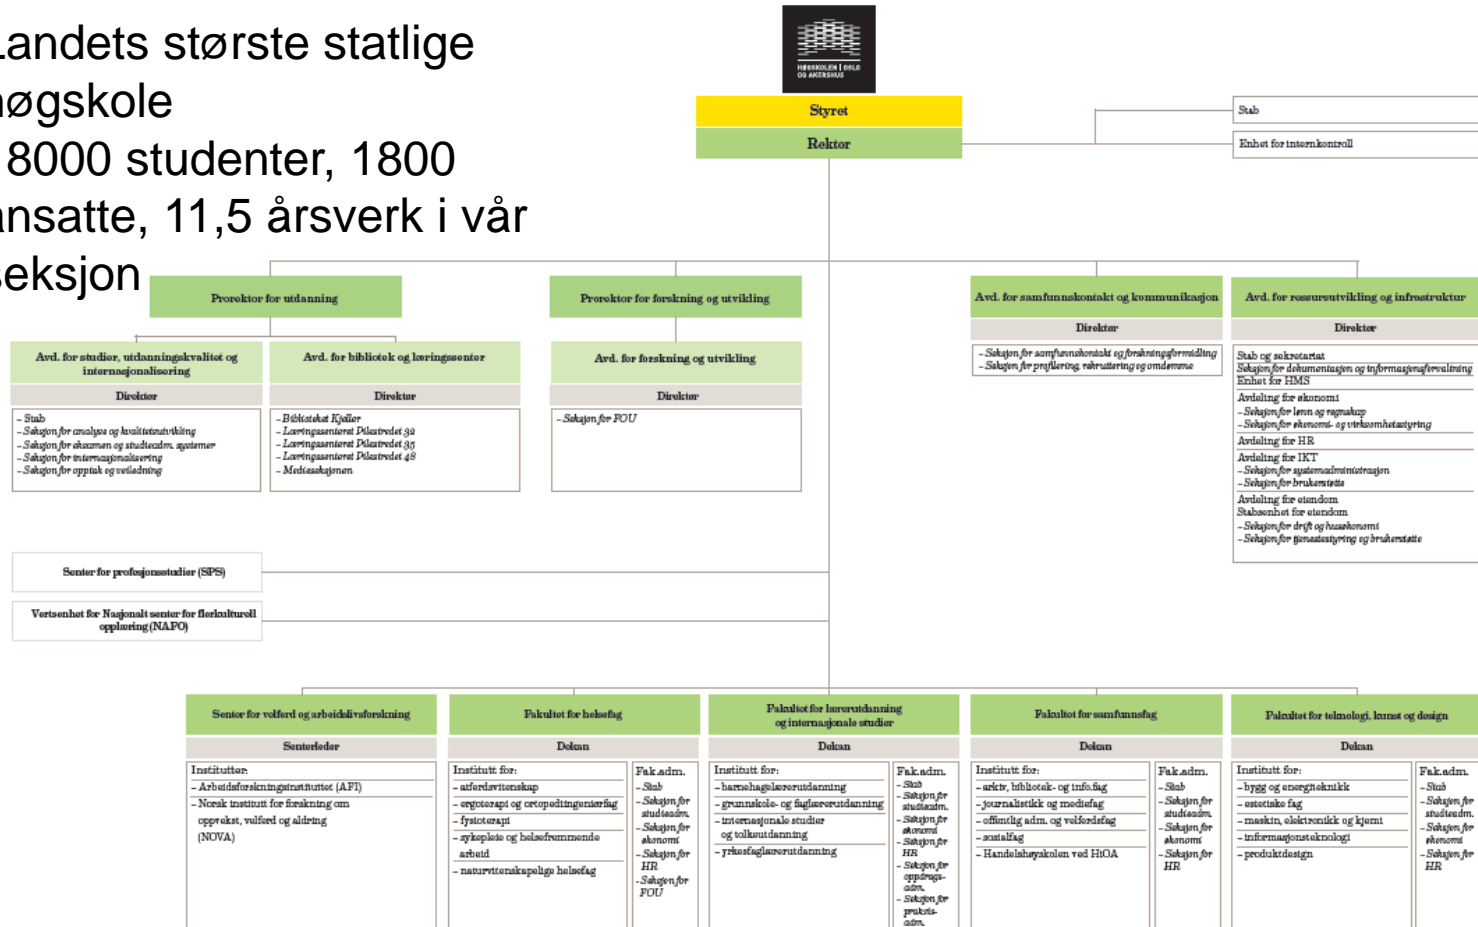 andets største statlige
øgskole
8000 studenter, 1800
ansatte, 11,5 årsverk i vår
seksjon
HØGSKOLEN I OSLO
OG AKERSHUS
Styret
Rektor
Stab
Enhet for internkontroll
Prorektor for utdanning
Prorektor for forskning og utvikling
Avd. for samfunnskontakt og kommunikasjon
Direktør
– Seksjon for samfunnskontakt og forskningsformidling
– Seksjon for profilering, rekruttering og omdømme
Avd. for ressursutvikling og infrastruktur
Direktør
Stab og sekretariat
Seksjon for dokumentasjon og informasjonsforvaltning
Enhet for HMS
Avdeling for økonomi
– Seksjon for lønn og regnskap
– Seksjon for økonomi- og virksomhetsstyring
Avdeling for HR
Avdeling for IKT
– Seksjon for systemadministrasjon
– Seksjon for brukerstøtte
Avdeling for eiendom
Stabsenhet for eiendom
– Seksjon for drift og husøkonomi
– Seksjon for tjenestestyring og brukerstøtte
Avd. for studier, utdanningskvalitet og
internasjonalisering
Direktør
– Stab
– Seksjon for analyse og kvalitetsutvikling
– Seksjon for eksamen og studieadm. systemer
– Seksjon for internasjonalisering
– Seksjon for opptak og veiledning
Avd. for bibliotek og læringssenter
Direktør
– Biblioteket Kjeller
– Læringssenteret Pilestredet 32
– Læringssenteret Pilestredet 35
– Læringssenteret Pilestredet 48
– Medieseksjonen
Avd. for forskning og utvikling
Direktør
– Seksjon for FOU
Senter for profesjonsstudier (SPS)
Vertsenhet for Nasjonalt senter for flerkulturell
opplæring (NAFO)
Senter for velferd og arbeidslivsforskning
Senterleder
Institutter:
– Arbeidsforskningsinstituttet (AFI)
– Norsk institutt for forskning om
oppvekst, velferd og aldring
(NOVA)
Fakultet for helsefag
Dekan
Institutt for:
– atferdsvitenskap
– ergoterapi og ortopediingeniørfag
– fysioterapi
– sykepleie og helsefremmende
arbeid
– naturvitenskapelige helsefag
Fak.adm.
– Stab
– Seksjon for
studieadm.
– Seksjon for
økonomi
– Seksjon for
HR
– Seksjon for
FOU
Fakultet for lærerutdanning
og internasjonale studier
Dekan
Institutt for:
– barnehagelærerutdanning
– grunnskole- og faglærerutdanning
– internasjonale studier
og tolkeutdanning
– yrkesfaglærerutdanning
Fak.adm.
– Stab
– Seksjon for
studieadm.
– Seksjon for
økonomi
– Seksjon for
HR
– Seksjon for
oppdrags-
adm.
– Seksjon for
praksis-
adm.
Fakultet for samfunnsfag
Dekan
Institutt for:
– arkiv, bibliotek- og info.fag
– journalistikk og mediefag
– offentlig adm. og velferdsfag
– sosialfag
– Handelshøyskolen ved HiOA
Fak.adm.
– Stab
– Seksjon for
studieadm.
– Seksjon for
økonomi
– Seksjon for
HR
Fakultet for teknologi, kunst og design
Dekan
Institutt for:
– bygg og energiteknikk
– estetiske fag
– maskin, elektronikk og kjemi
– informasjonsteknologi
– produktdesign
Fak.adm.
– Stab
– Seksjon for
studieadm.
– Seksjon for
økonomi
– Seksjon for
HR